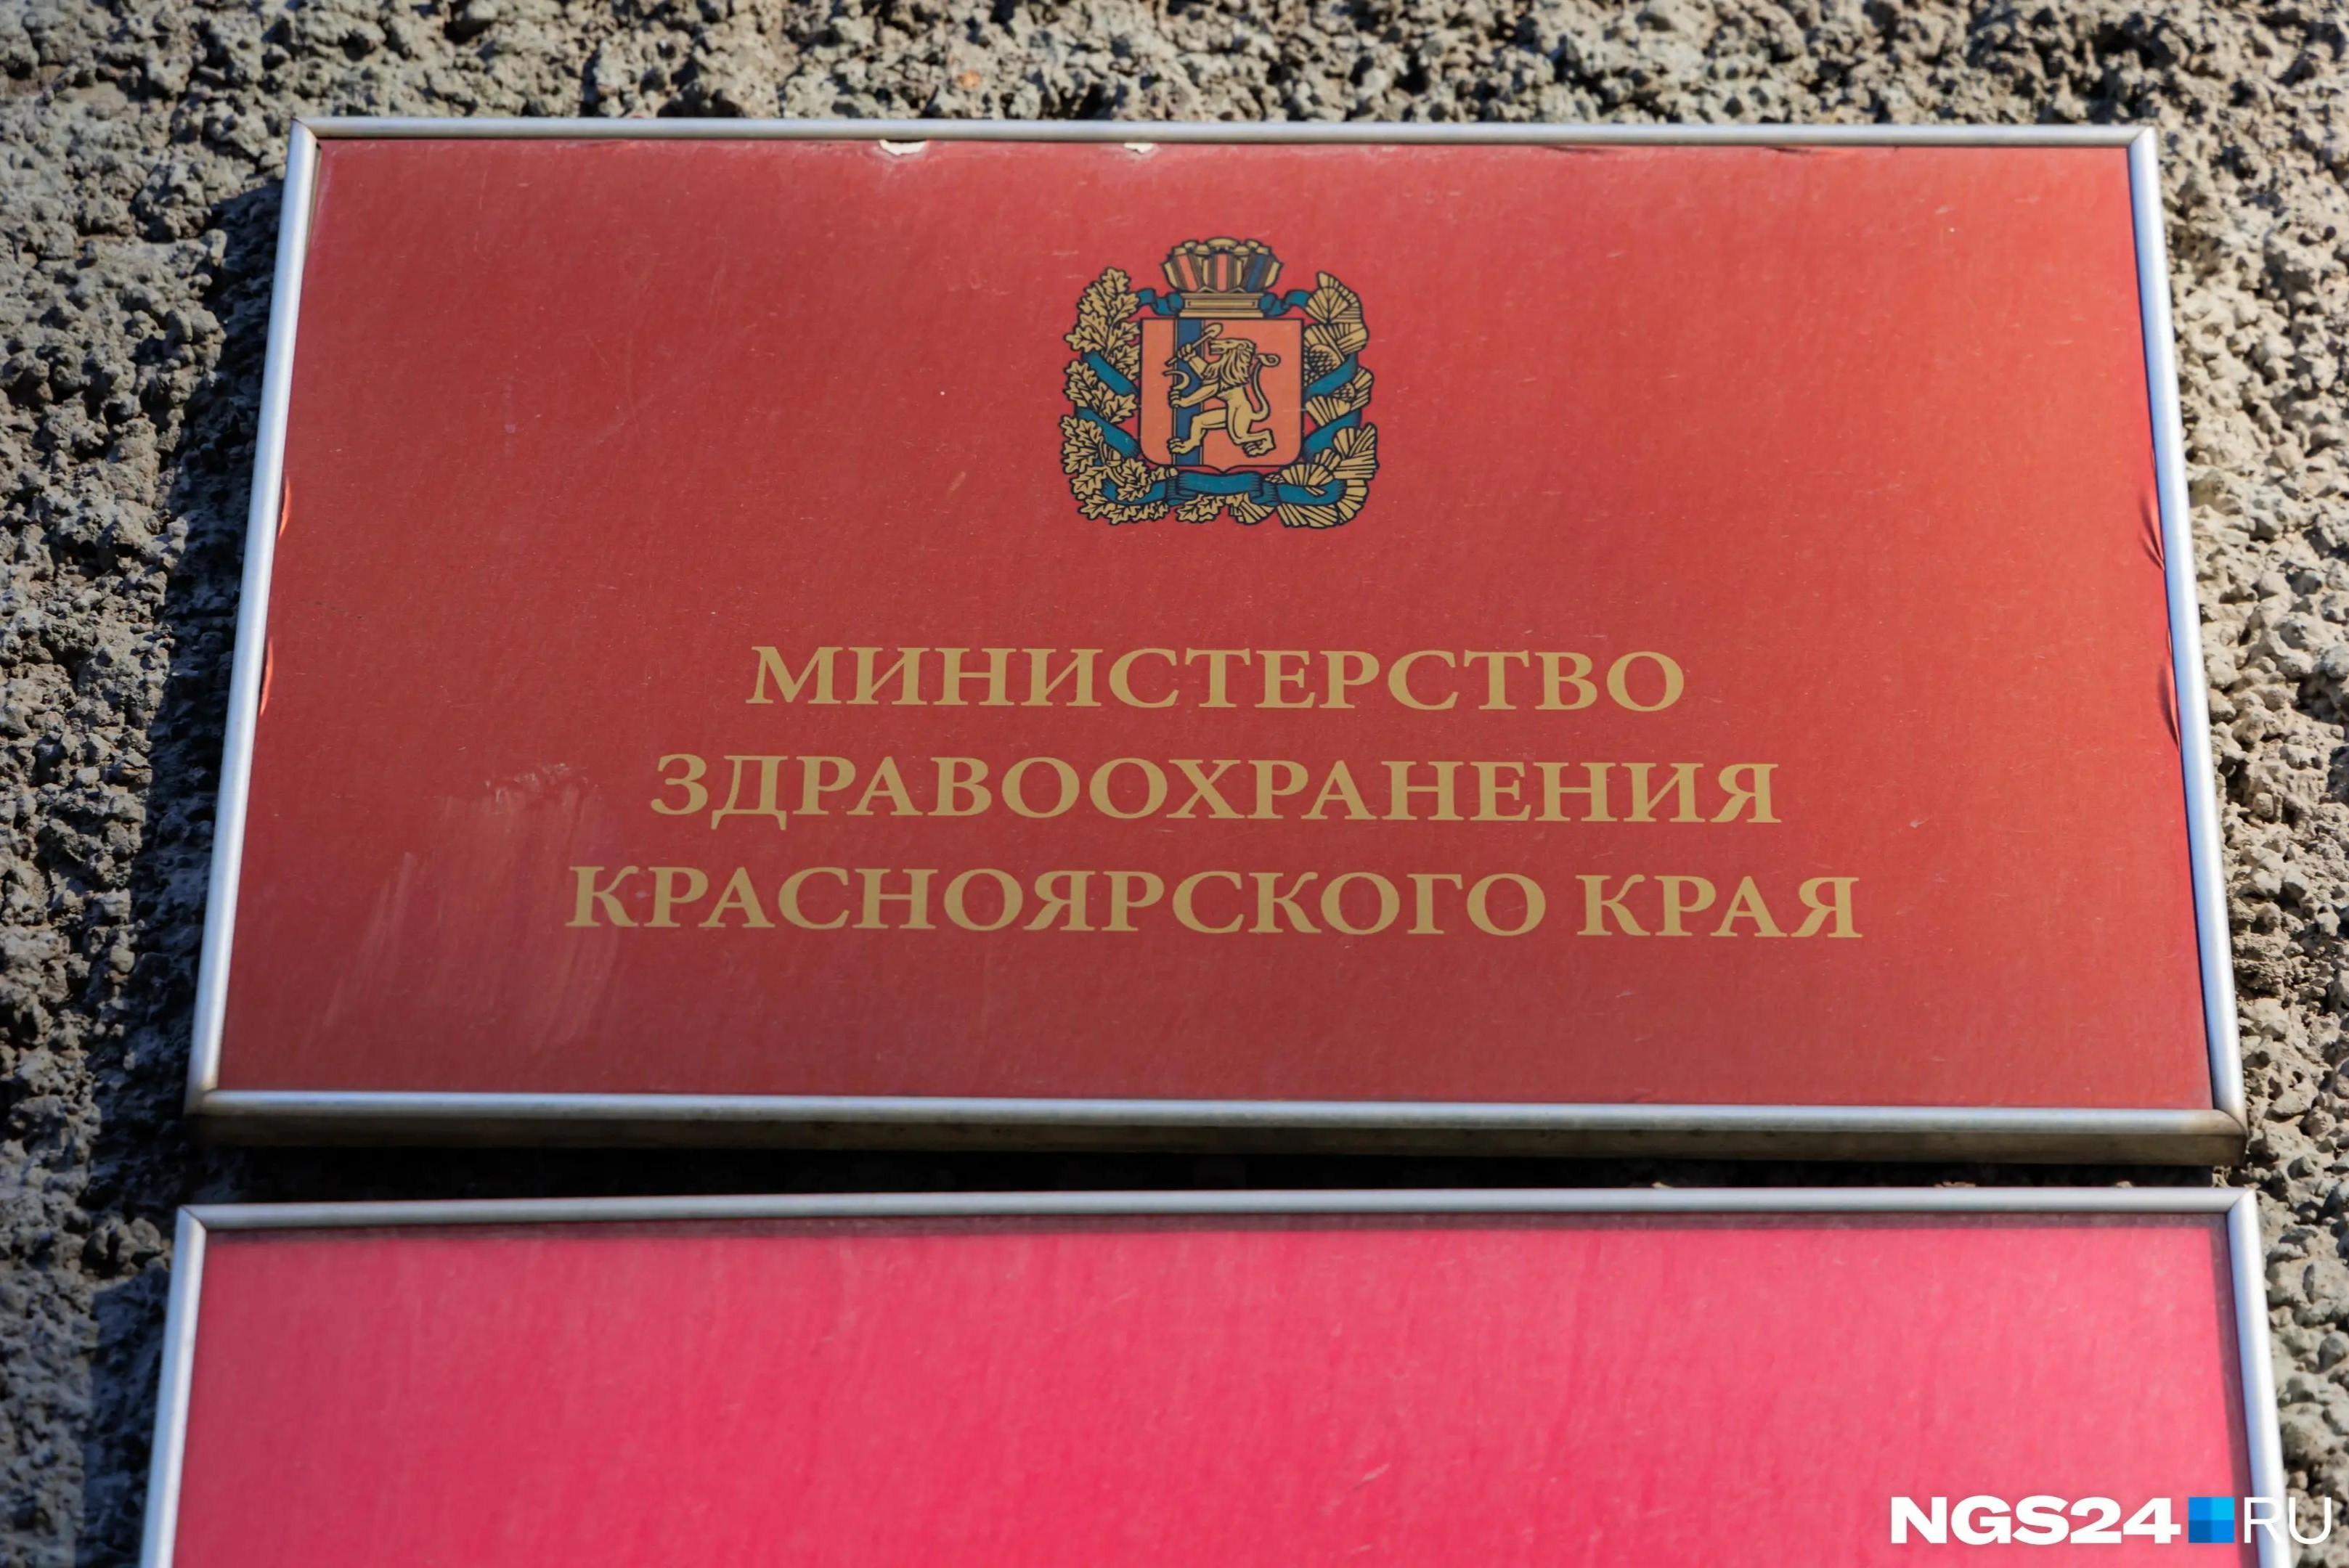 МИНИСТЕРСТВО
ЗДРАВООХРАНЕНИЯ
КРАСНОЯРСКОГО КРАЯ
NGS24 RU